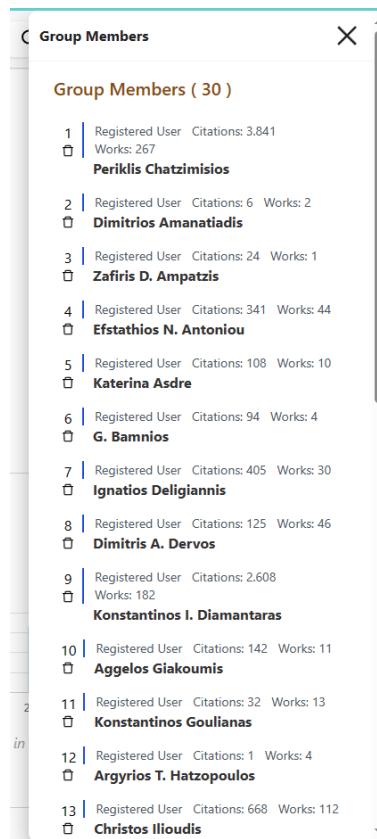 Group Members
Group Members ( 30 )
1 Registered User Citations: 3.841
Works: 267
Periklis Chatzimisios
2 Registered User Citations: 6 Works: 2
Dimitrios Amanatiadis
3 Registered User Citations: 24 Works: 1
Zafiris D. Ampatzis
4 Registered User Citations: 341 Works: 44
Efstathios N. Antoniou
5 Registered User Citations: 108 Works: 10
Katerina Asdre
6 Registered User Citations: 94 Works: 4
G. Bamnios
7 Registered User Citations: 405 Works: 30
Ignatios Deligiannis
8 Registered User Citations: 125 Works: 46
Dimitris A. Dervos
9 Registered User Citations: 2.608
Works: 182
Konstantinos I. Diamantaras
10 Registered User Citations: 142 Works: 11
Aggelos Giakoumis
11 Registered User Citations: 32 Works: 13
Konstantinos Goulianas
2
in
12 Registered User Citations: 1 Works: 4
Argyrios T. Hatzopoulos
13 Registered User Citations: 668 Works: 112
Christos Ilioudis